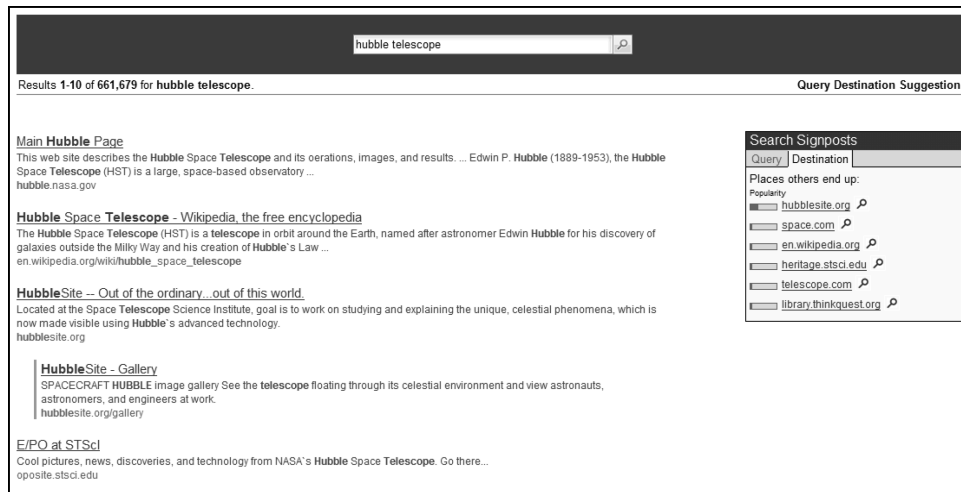 hubble telescope
Results 1-10 of 661,679 for hubble telescope.
Query Destination Suggestion
Main Hubble Page
This web site describes the Hubble Space Telescope and its oerations, images, and results. ... Edwin P. Hubble (1889-1953), the Hubble
Space Telescope (HST) is a large, space-based observatory ...
hubble.nasa.gov
Hubble Space Telescope - Wikipedia, the free encyclopedia
The Hubble Space Telescope (HST) is a telescope in orbit around the Earth, named after astronomer Edwin Hubble for his discovery of
galaxies outside the Milky Way and his creation of Hubble`s Law ...
en.wikipedia.org/wiki/hubble_space_telescope
HubbleSite -- Out of the ordinary...out of this world.
Located at the Space Telescope Science Institute, goal is to work on studying and explaining the unique, celestial phenomena, which is
now made visible using Hubble`s advanced technology.
hubblesite.org
HubbleSite - Gallery
SPACECRAFT HUBBLE image gallery See the telescope floating through its celestial environment and view astronauts,
astronomers, and engineers at work.
hubblesite.org/gallery
E/PO at STScI
Cool pictures, news, discoveries, and technology from NASA`s Hubble Space Telescope. Go there...
oposite.stsci.edu
Search Signposts
Query Destination
Places others end up:
Popularity
hubblesite.org
space.com
en.wikipedia.org
heritage.stsci.edu
telescope.com
library.thinkquest.org